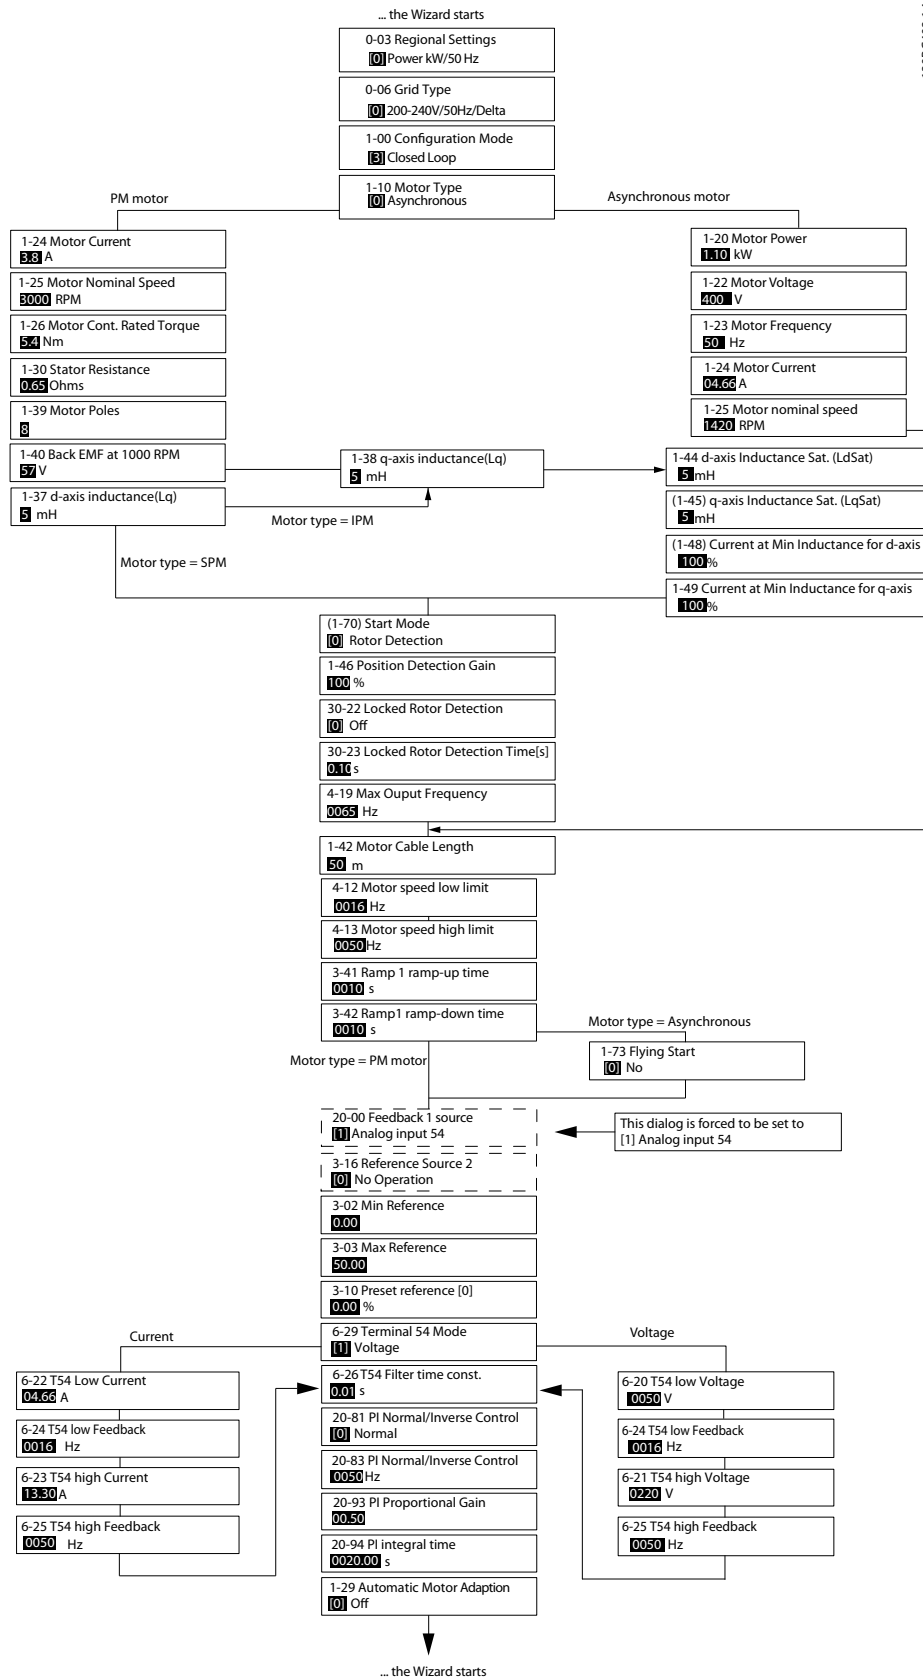 ... the Wizard starts
0-03 Regional Settings
[0] Power kW/50 Hz
0-06 Grid Type
[0] 200-240V/50Hz/Delta
1-00 Configuration Mode
[3] Closed Loop
1-10 Motor Type
[0] Asynchronous
PM motor
Asynchronous motor
1-24 Motor Current
3.8 A
1-25 Motor Nominal Speed
3000 RPM
1-26 Motor Cont. Rated Torque
5.4 Nm
1-30 Stator Resistance
0.65 Ohms
1-39 Motor Poles
8
1-40 Back EMF at 1000 RPM
57 V
1-37 d-axis inductance(Lq)
5 mH
1-20 Motor Power
1.10 kW
1-22 Motor Voltage
400 V
1-23 Motor Frequency
50 Hz
1-24 Motor Current
04.66 A
1-25 Motor nominal speed
1420 RPM
1-38 q-axis inductance(Lq)
5 mH
Motor type = IPM
Motor type = SPM
1-44 d-axis Inductance Sat. (LdSat)
5 mH
(1-45) q-axis Inductance Sat. (LqSat)
5 mH
(1-48) Current at Min Inductance for d-axis
100 %
1-49 Current at Min Inductance for q-axis
100 %
(1-70) Start Mode
[0] Rotor Detection
1-46 Position Detection Gain
100 %
30-22 Locked Rotor Detection
[0] Off
30-23 Locked Rotor Detection Time[s]
0.10 s
4-19 Max Ouput Frequency
0065 Hz
1-42 Motor Cable Length
50 m
4-12 Motor speed low limit
0016 Hz
4-13 Motor speed high limit
0050 Hz
3-41 Ramp 1 ramp-up time
0010 s
3-42 Ramp1 ramp-down time
0010 s
Motor type = Asynchronous
Motor type = PM motor
1-73 Flying Start
[0] No
20-00 Feedback 1 source
[1] Analog input 54
This dialog is forced to be set to
[1] Analog input 54
3-16 Reference Source 2
[0] No Operation
3-02 Min Reference
0.00
3-03 Max Reference
50.00
3-10 Preset reference [0]
0.00 %
6-29 Terminal 54 Mode
[1] Voltage
Current
Voltage
6-22 T54 Low Current
04.66 A
6-24 T54 low Feedback
0016 Hz
6-23 T54 high Current
13.30 A
6-25 T54 high Feedback
0050 Hz
6-26 T54 Filter time const.
0.01 s
20-81 PI Normal/Inverse Control
[0] Normal
20-83 PI Normal/Inverse Control
0050 Hz
20-93 PI Proportional Gain
00.50
20-94 PI integral time
0020.00 s
1-29 Automatic Motor Adaption
[0] Off
6-20 T54 low Voltage
0050 V
6-24 T54 low Feedback
0016 Hz
6-21 T54 high Voltage
0220 V
6-25 T54 high Feedback
0050 Hz
... the Wizard starts